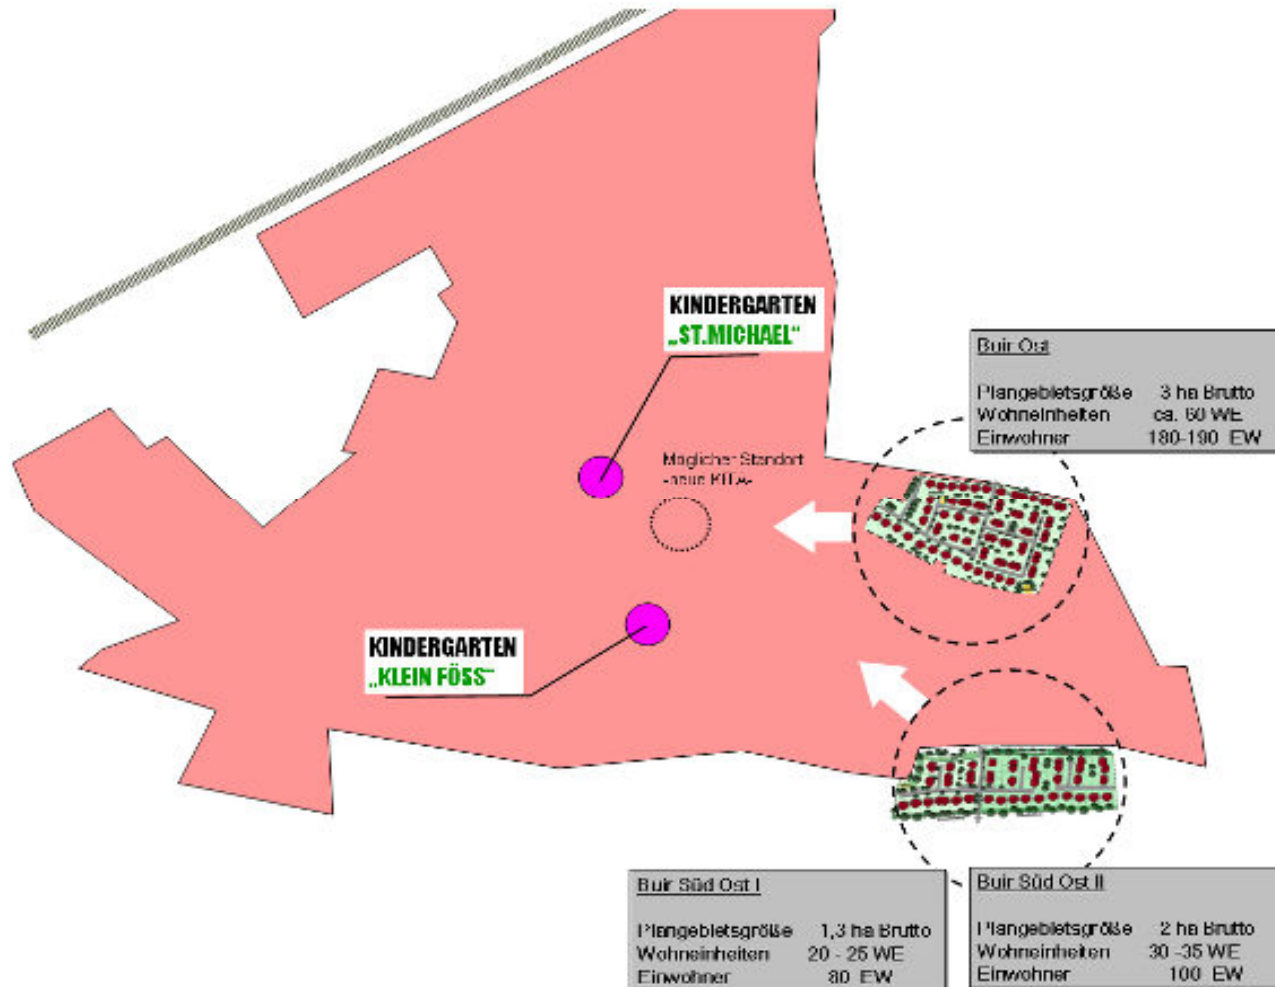 KINDERGARTEN
„ST.MICHAEL“
Buir Ost
Plangebietsgröße 3 ha Brutto
Wohneinheiten ca. 60 WE
Einwohner 180-190 EW
Möglicher Standort
-neue KITA-
KINDERGARTEN
„KLEIN FÖSS“
Buir Süd Ost I
Plangebietsgröße 1,3 ha Brutto
Wohneinheiten 20 - 25 WE
Einwohner 80 EW
Buir Süd Ost II
Plangebietsgröße 2 ha Brutto
Wohneinheiten 30 -35 WE
Einwohner 100 EW